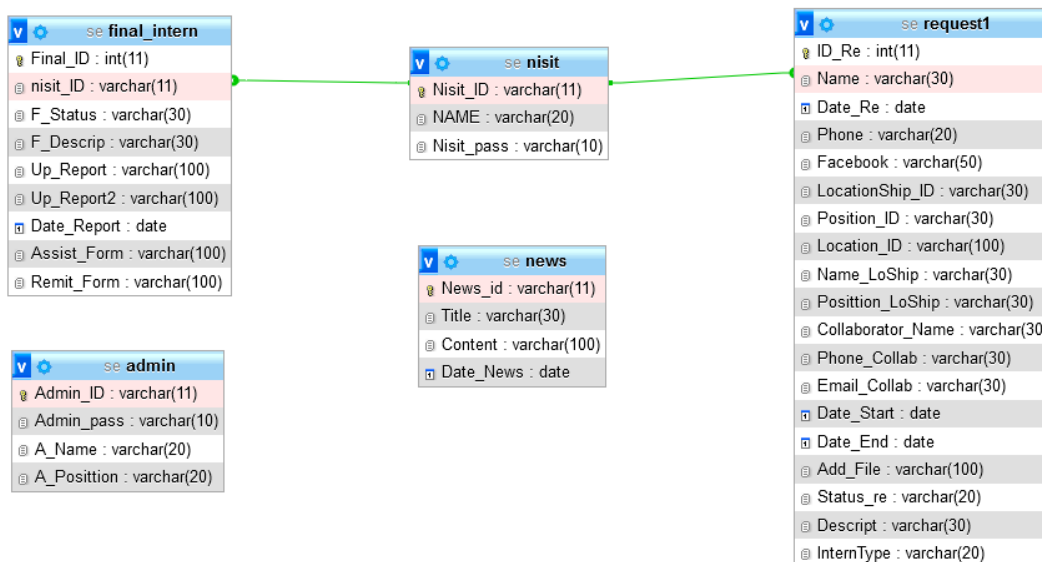 v se final_intern
Final_ID : int(11)
nisit_ID : varchar(11)
F_Status : varchar(30)
F_Descrip : varchar(30)
Up_Report : varchar(100)
Up_Report2 : varchar(100)
Date_Report : date
Assist_Form : varchar(100)
Remit_Form : varchar(100)
v se admin
Admin_ID : varchar(11)
Admin_pass : varchar(10)
A_Name : varchar(20)
A_Posittion : varchar(20)
v se nisit
Nisit_ID : varchar(11)
NAME : varchar(20)
Nisit_pass : varchar(10)
v se news
News_id : varchar(11)
Title : varchar(30)
Content : varchar(100)
Date_News : date
v se request1
ID_Re : int(11)
Name : varchar(30)
Date_Re : date
Phone : varchar(20)
Facebook : varchar(50)
LocationShip_ID : varchar(30)
Position_ID : varchar(30)
Location_ID : varchar(100)
Name_LoShip : varchar(30)
Posittion_LoShip : varchar(30)
Collaborator_Name : varchar(30
Phone_Collab : varchar(30)
Email_Collab : varchar(30)
Date_Start : date
Date_End : date
Add_File : varchar(100)
Status_re : varchar(20)
Descript : varchar(30)
InternType : varchar(20)